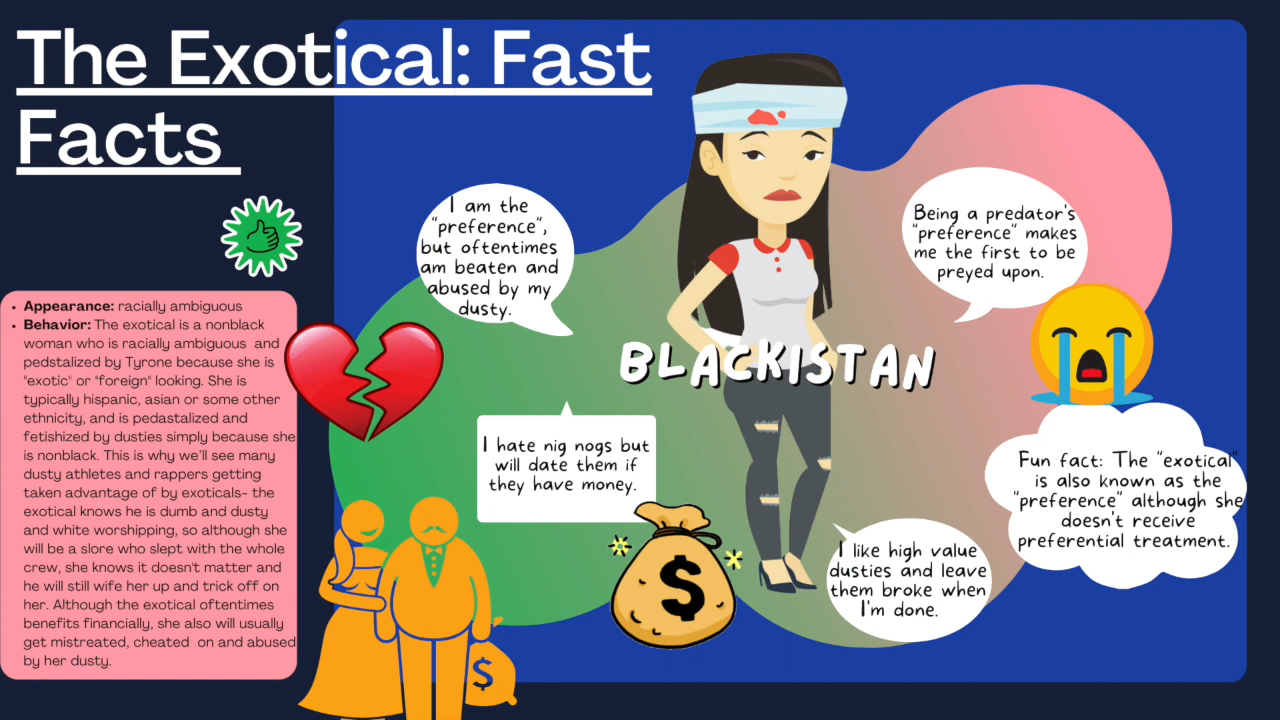 The Exotical: Fast
Facts
I am the
"preference",
but oftentimes
am beaten and
abused by my
dusty.
Being a predator's
"preference" makes
me the first to be
preyed upon.
• Appearance: racially ambiguous
• Behavior: The exotical is a nonblack
woman who is racially ambiguous and
pedstalized by Tyrone because she is
"exotic' or "foreign" looking. She is
typically hispanic, asian or some other
ethnicity, and is pedastalized and
fetishized by dusties simply because she
is nonblack. This is why we'll see many
dusty athletes and rappers getting
taken advantage of by exoticals- the
exotical knows he is dumb and dusty
and white worshipping, so although she
will be a slore who slept with the whole
crew, she knows it doesn't matter and
he will still wife her up and trick off on
her. Although the exotical oftentimes
benefits financially, she also will usually
get mistreated, cheated on and abused
by her dusty.
BLACKISTAN
I hate nig nogs but
will date them if
they have money.
Fun fact: The "exotical"
is also known as the
"preference" although she
doesn't receive
preferential treatment.
I like high value
dusties and leave
them broke when
I'm done.
$
$